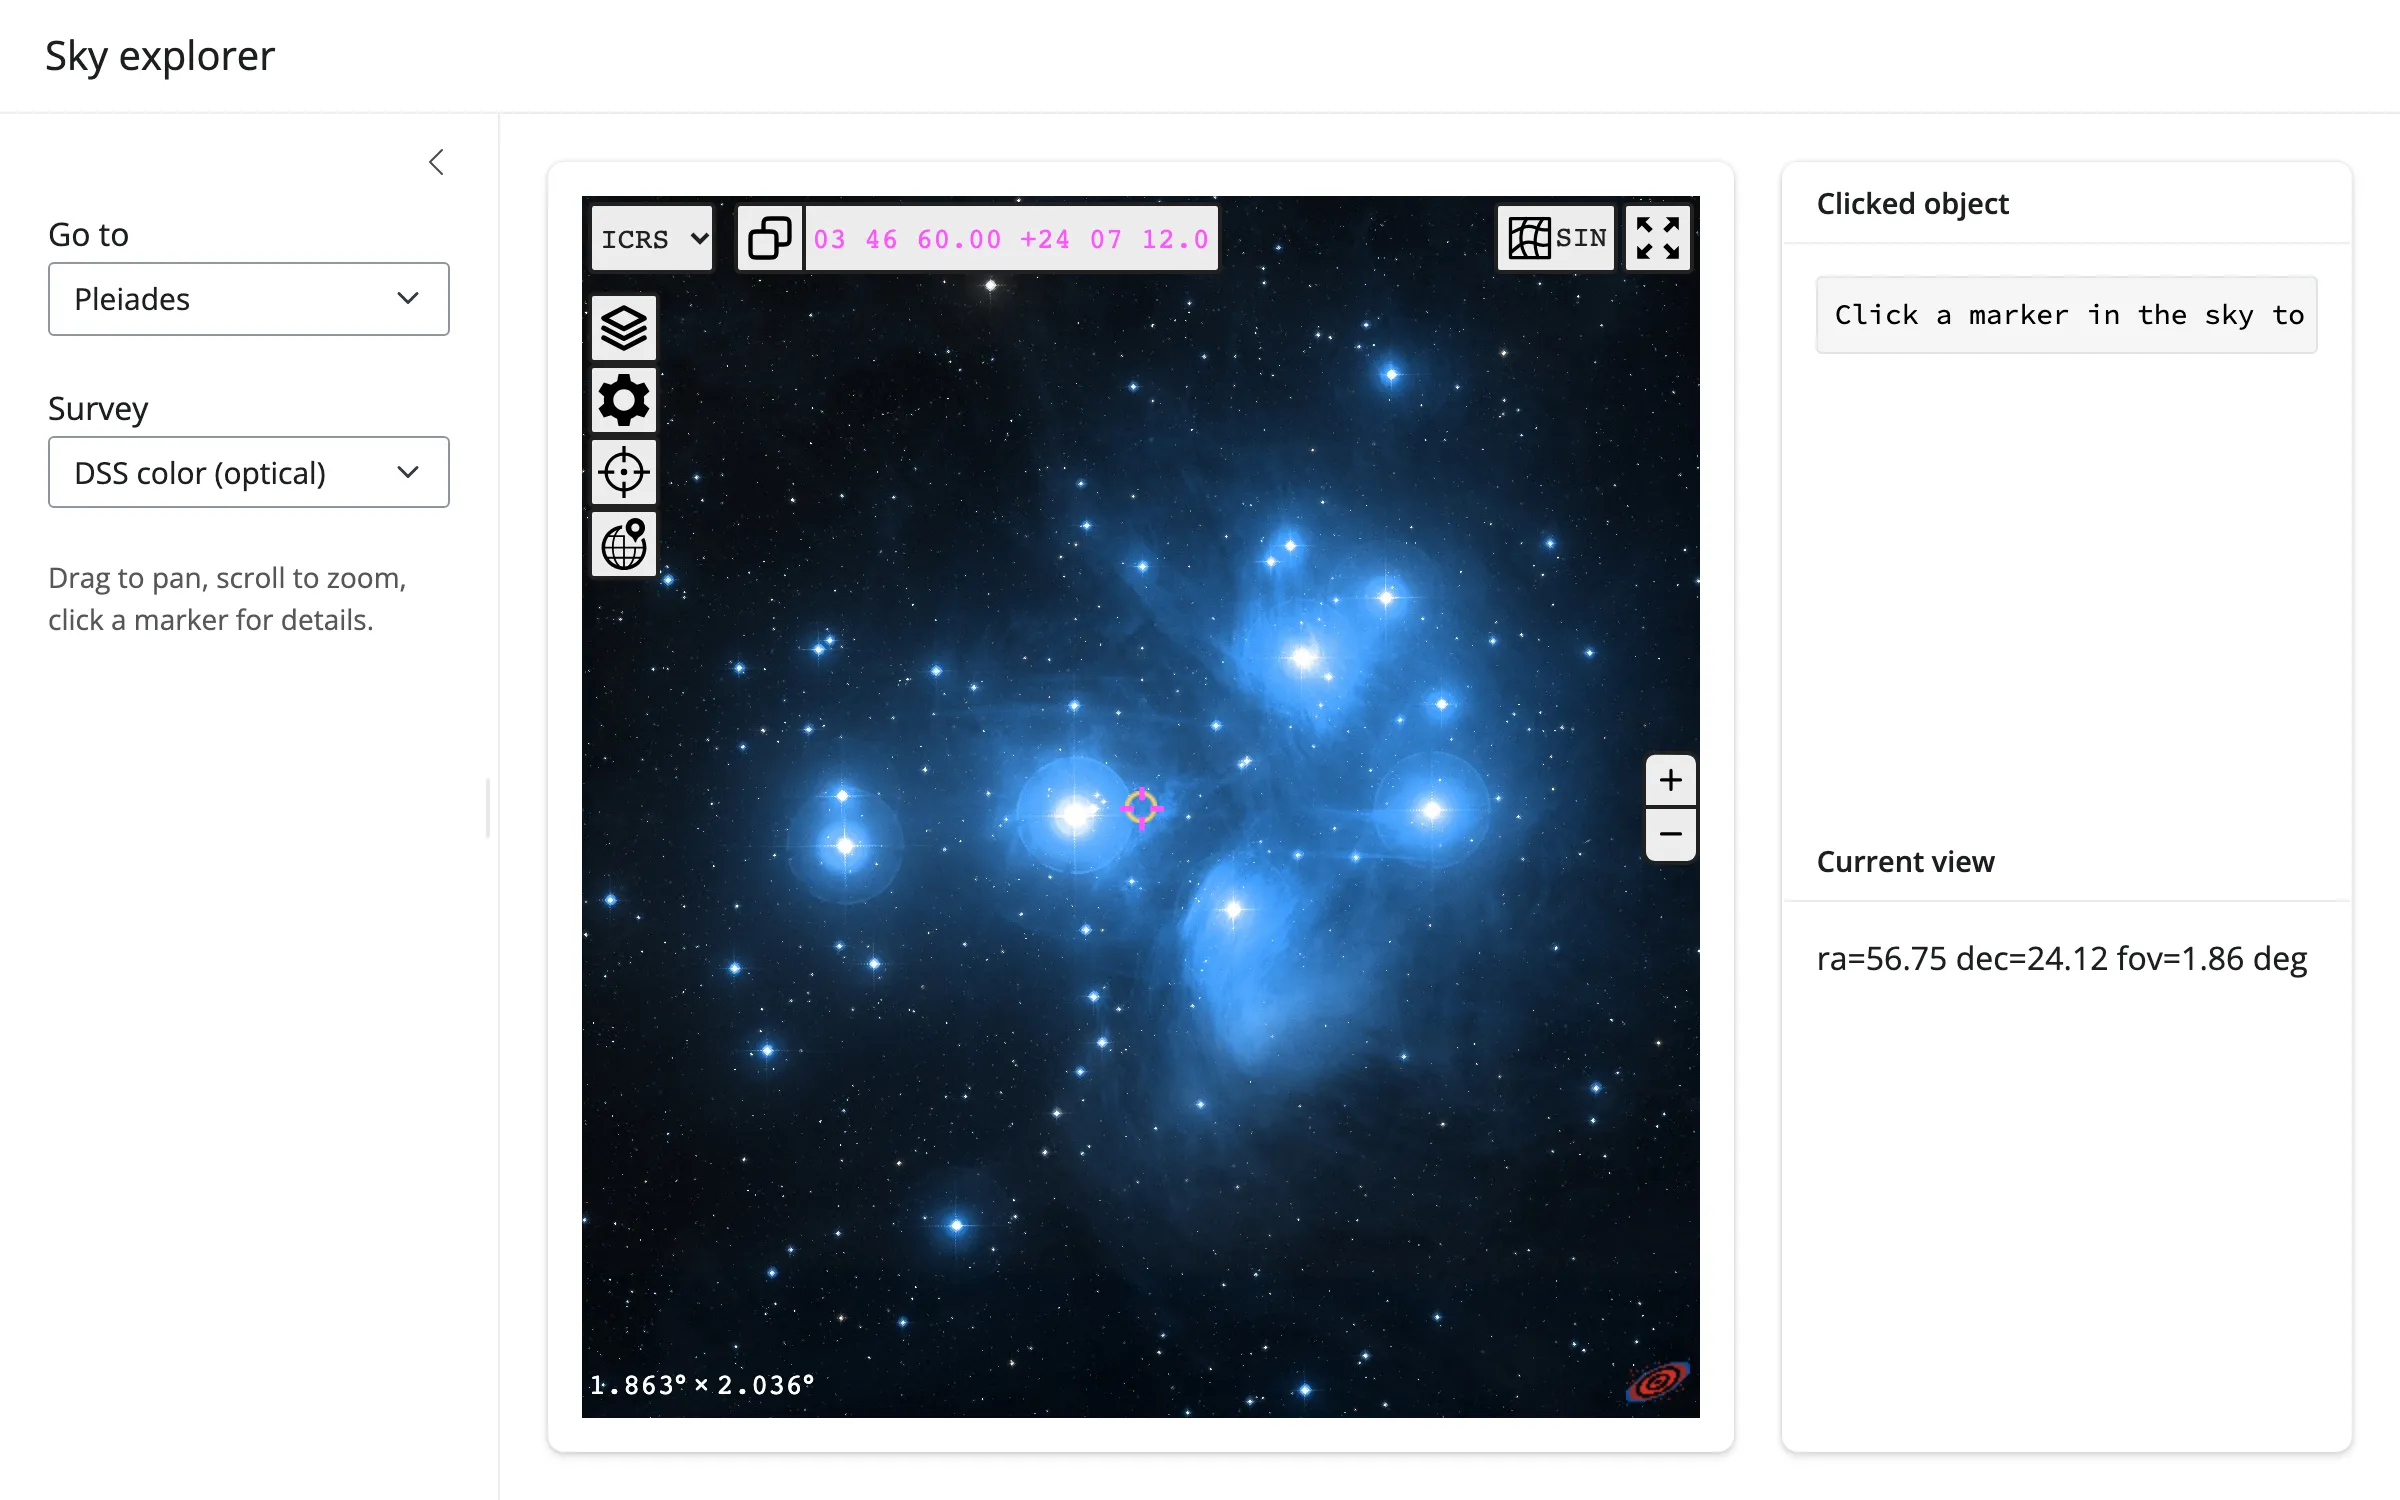 Sky explorer
Go to
Pleiades
Survey
DSS color (optical)
Drag to pan, scroll to zoom,
click a marker for details.
ICRS
03 46 60.00 +24 07 12.0
SIN
+
−
1.863° × 2.036°
Clicked object
Click a marker in the sky to
Current view
ra=56.75 dec=24.12 fov=1.86 deg